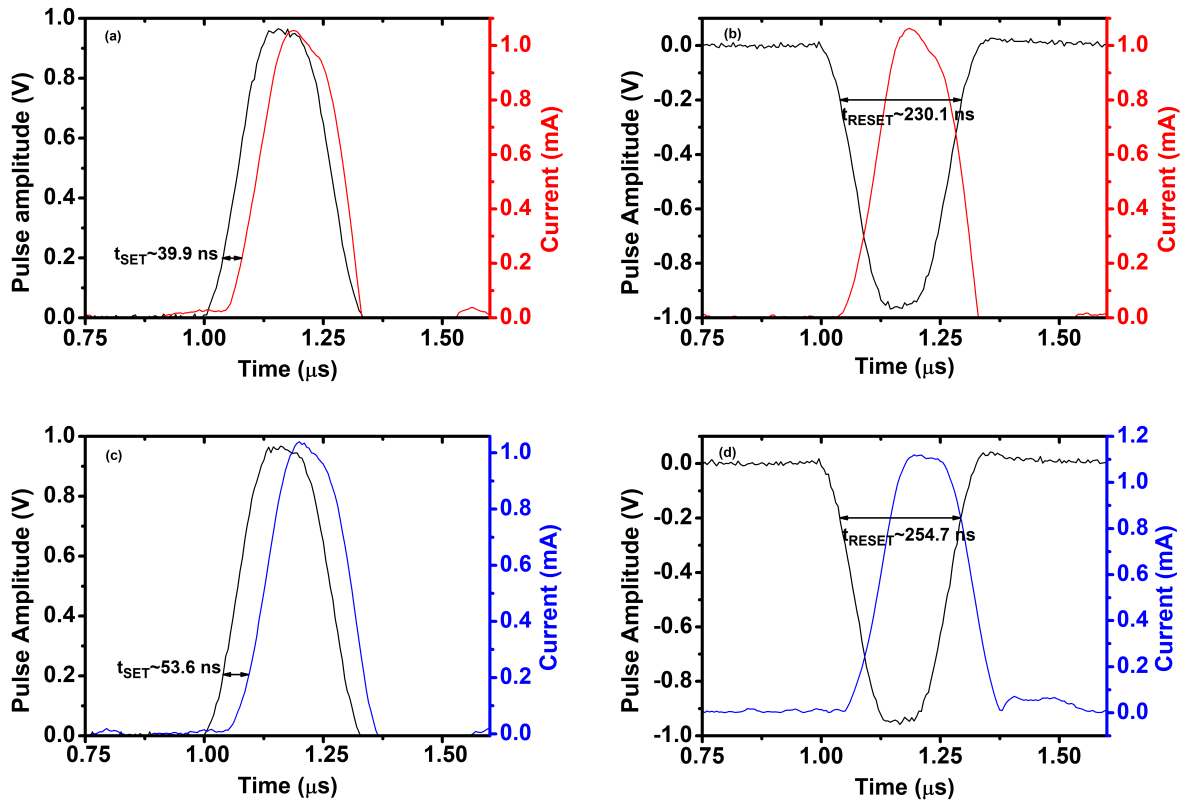 (a)
1.0
0.8
0.6
0.4
0.2
0.0
Pulse amplitude (V)
tSET~39.9 ns
1.0
0.8
0.6
0.4
0.2
0.0
Current (mA)
0.75 1.00 1.25 1.50
Time (μs)
(b)
0.0
-0.2
-0.4
-0.6
-0.8
-1.0
Pulse Amplitude (V)
tRESET~230.1 ns
1.0
0.8
0.6
0.4
0.2
0.0
Current (mA)
0.75 1.00 1.25 1.50
Time (μs)
(c)
1.0
0.8
0.6
0.4
0.2
0.0
Pulse Amplitude (V)
tSET~53.6 ns
1.0
0.8
0.6
0.4
0.2
0.0
Current (mA)
0.75 1.00 1.25 1.50
Time (μs)
(d)
0.0
-0.2
-0.4
-0.6
-0.8
-1.0
Pulse Amplitude (V)
tRESET~254.7 ns
1.2
1.0
0.8
0.6
0.4
0.2
0.0
Current (mA)
0.75 1.00 1.25 1.50
Time (μs)